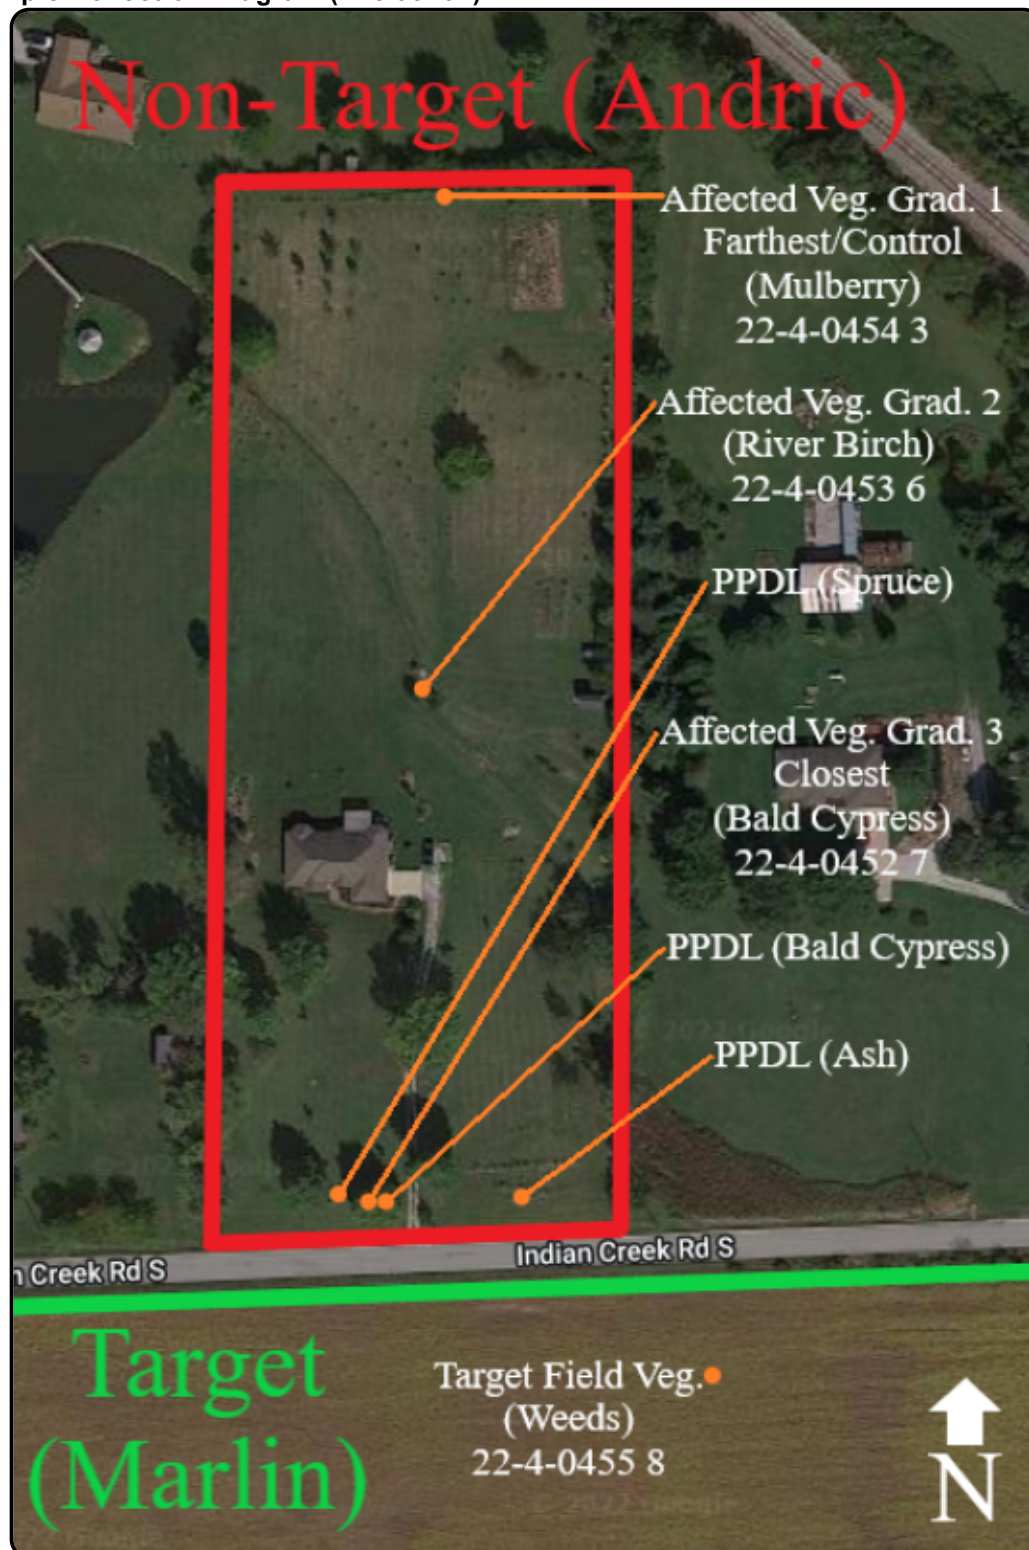 Non-Target (Andric)
Affected Veg. Grad. 1
Farthest/Control
(Mulberry)
22-4-0454 3
Affected Veg. Grad. 2
(River Birch)
22-4-0453 6
PPDL (Spruce)
Affected Veg. Grad. 3
Closest
(Bald Cypress)
22-4-0452 7
PPDL (Bald Cypress)
PPDL (Ash)
Indian Creek Rd S
Creek Rd S
Target
(Marlin)
Target Field Veg.
(Weeds)
22-4-0455 8
N